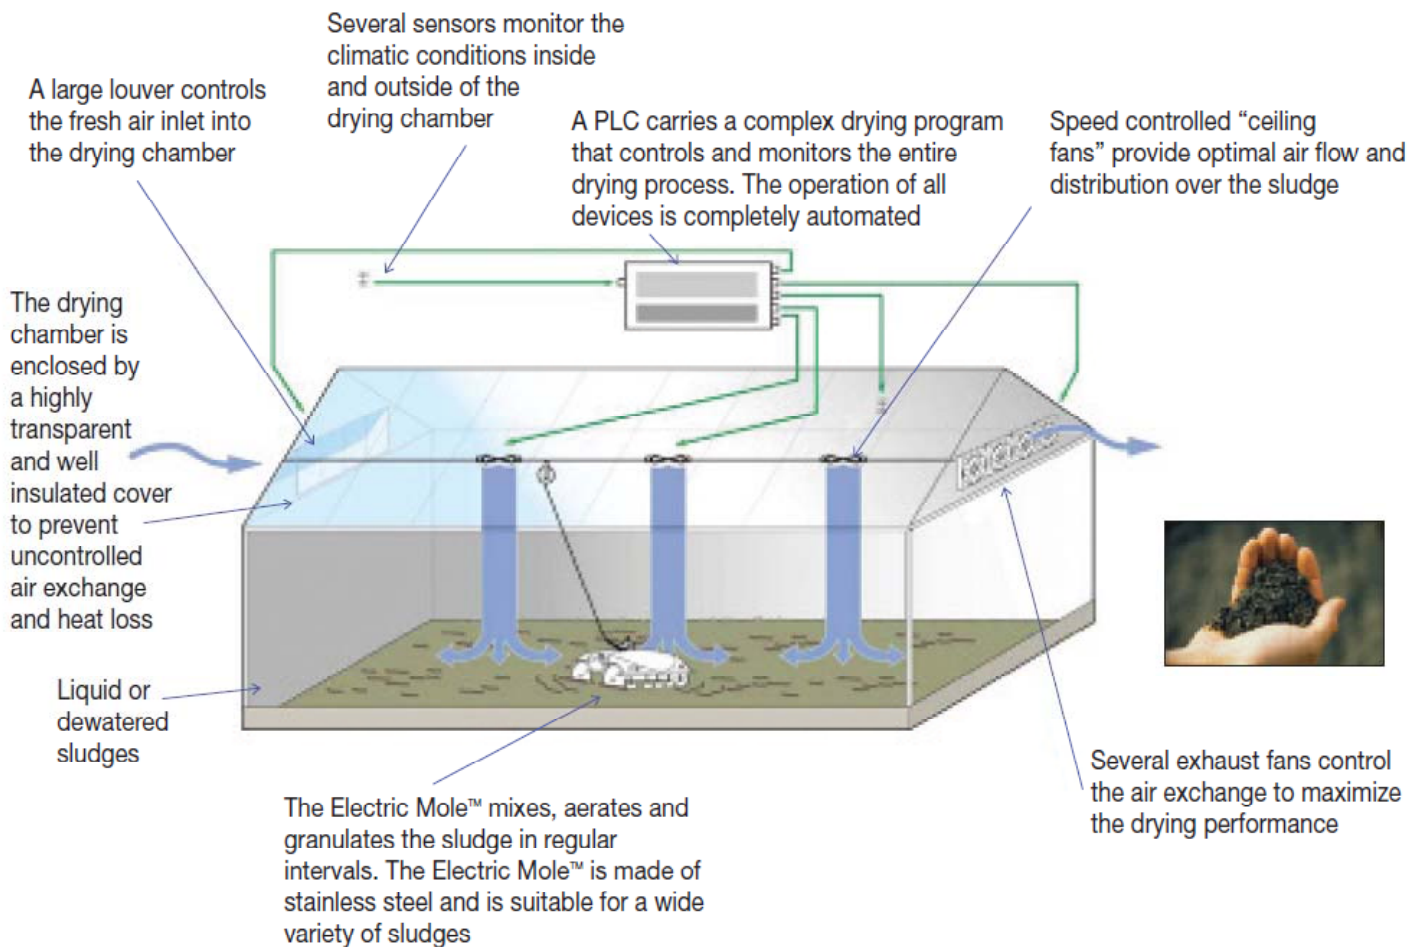 Several sensors monitor the
climatic conditions inside
and outside of the
drying chamber
A large louver controls
the fresh air inlet into
the drying chamber
A PLC carries a complex drying program
that controls and monitors the entire
drying process. The operation of all
devices is completely automated
Speed controlled “ceiling
fans” provide optimal air flow and
distribution over the sludge
The drying
chamber is
enclosed by
a highly
transparent
and well
insulated cover
to prevent
uncontrolled
air exchange
and heat loss
Liquid or
dewatered
sludges
The Electric Mole™ mixes, aerates and
granulates the sludge in regular
intervals. The Electric Mole™ is made of
stainless steel and is suitable for a wide
variety of sludges
Several exhaust fans control
the air exchange to maximize
the drying performance